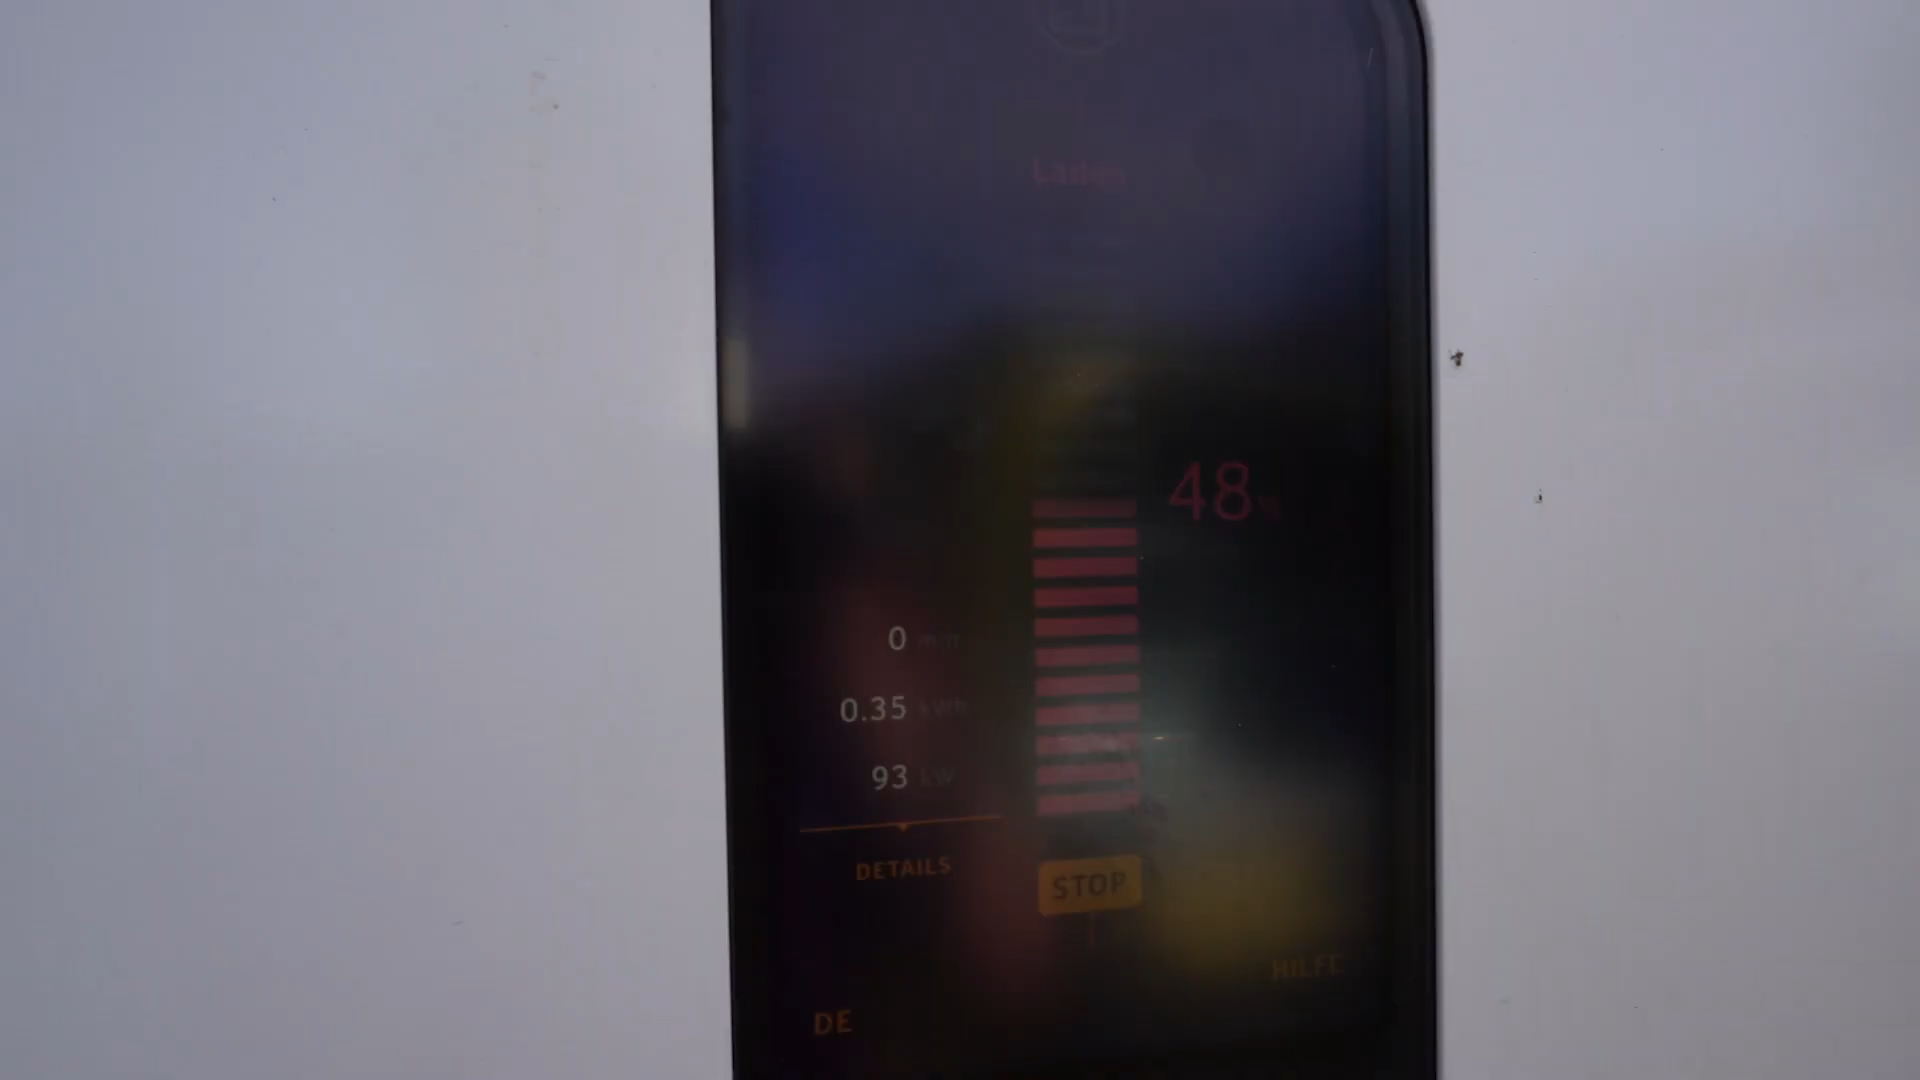 Laden
48 %
0 min
0.35 kWh
93 kW
DETAILS
STOP
HILFE
DE